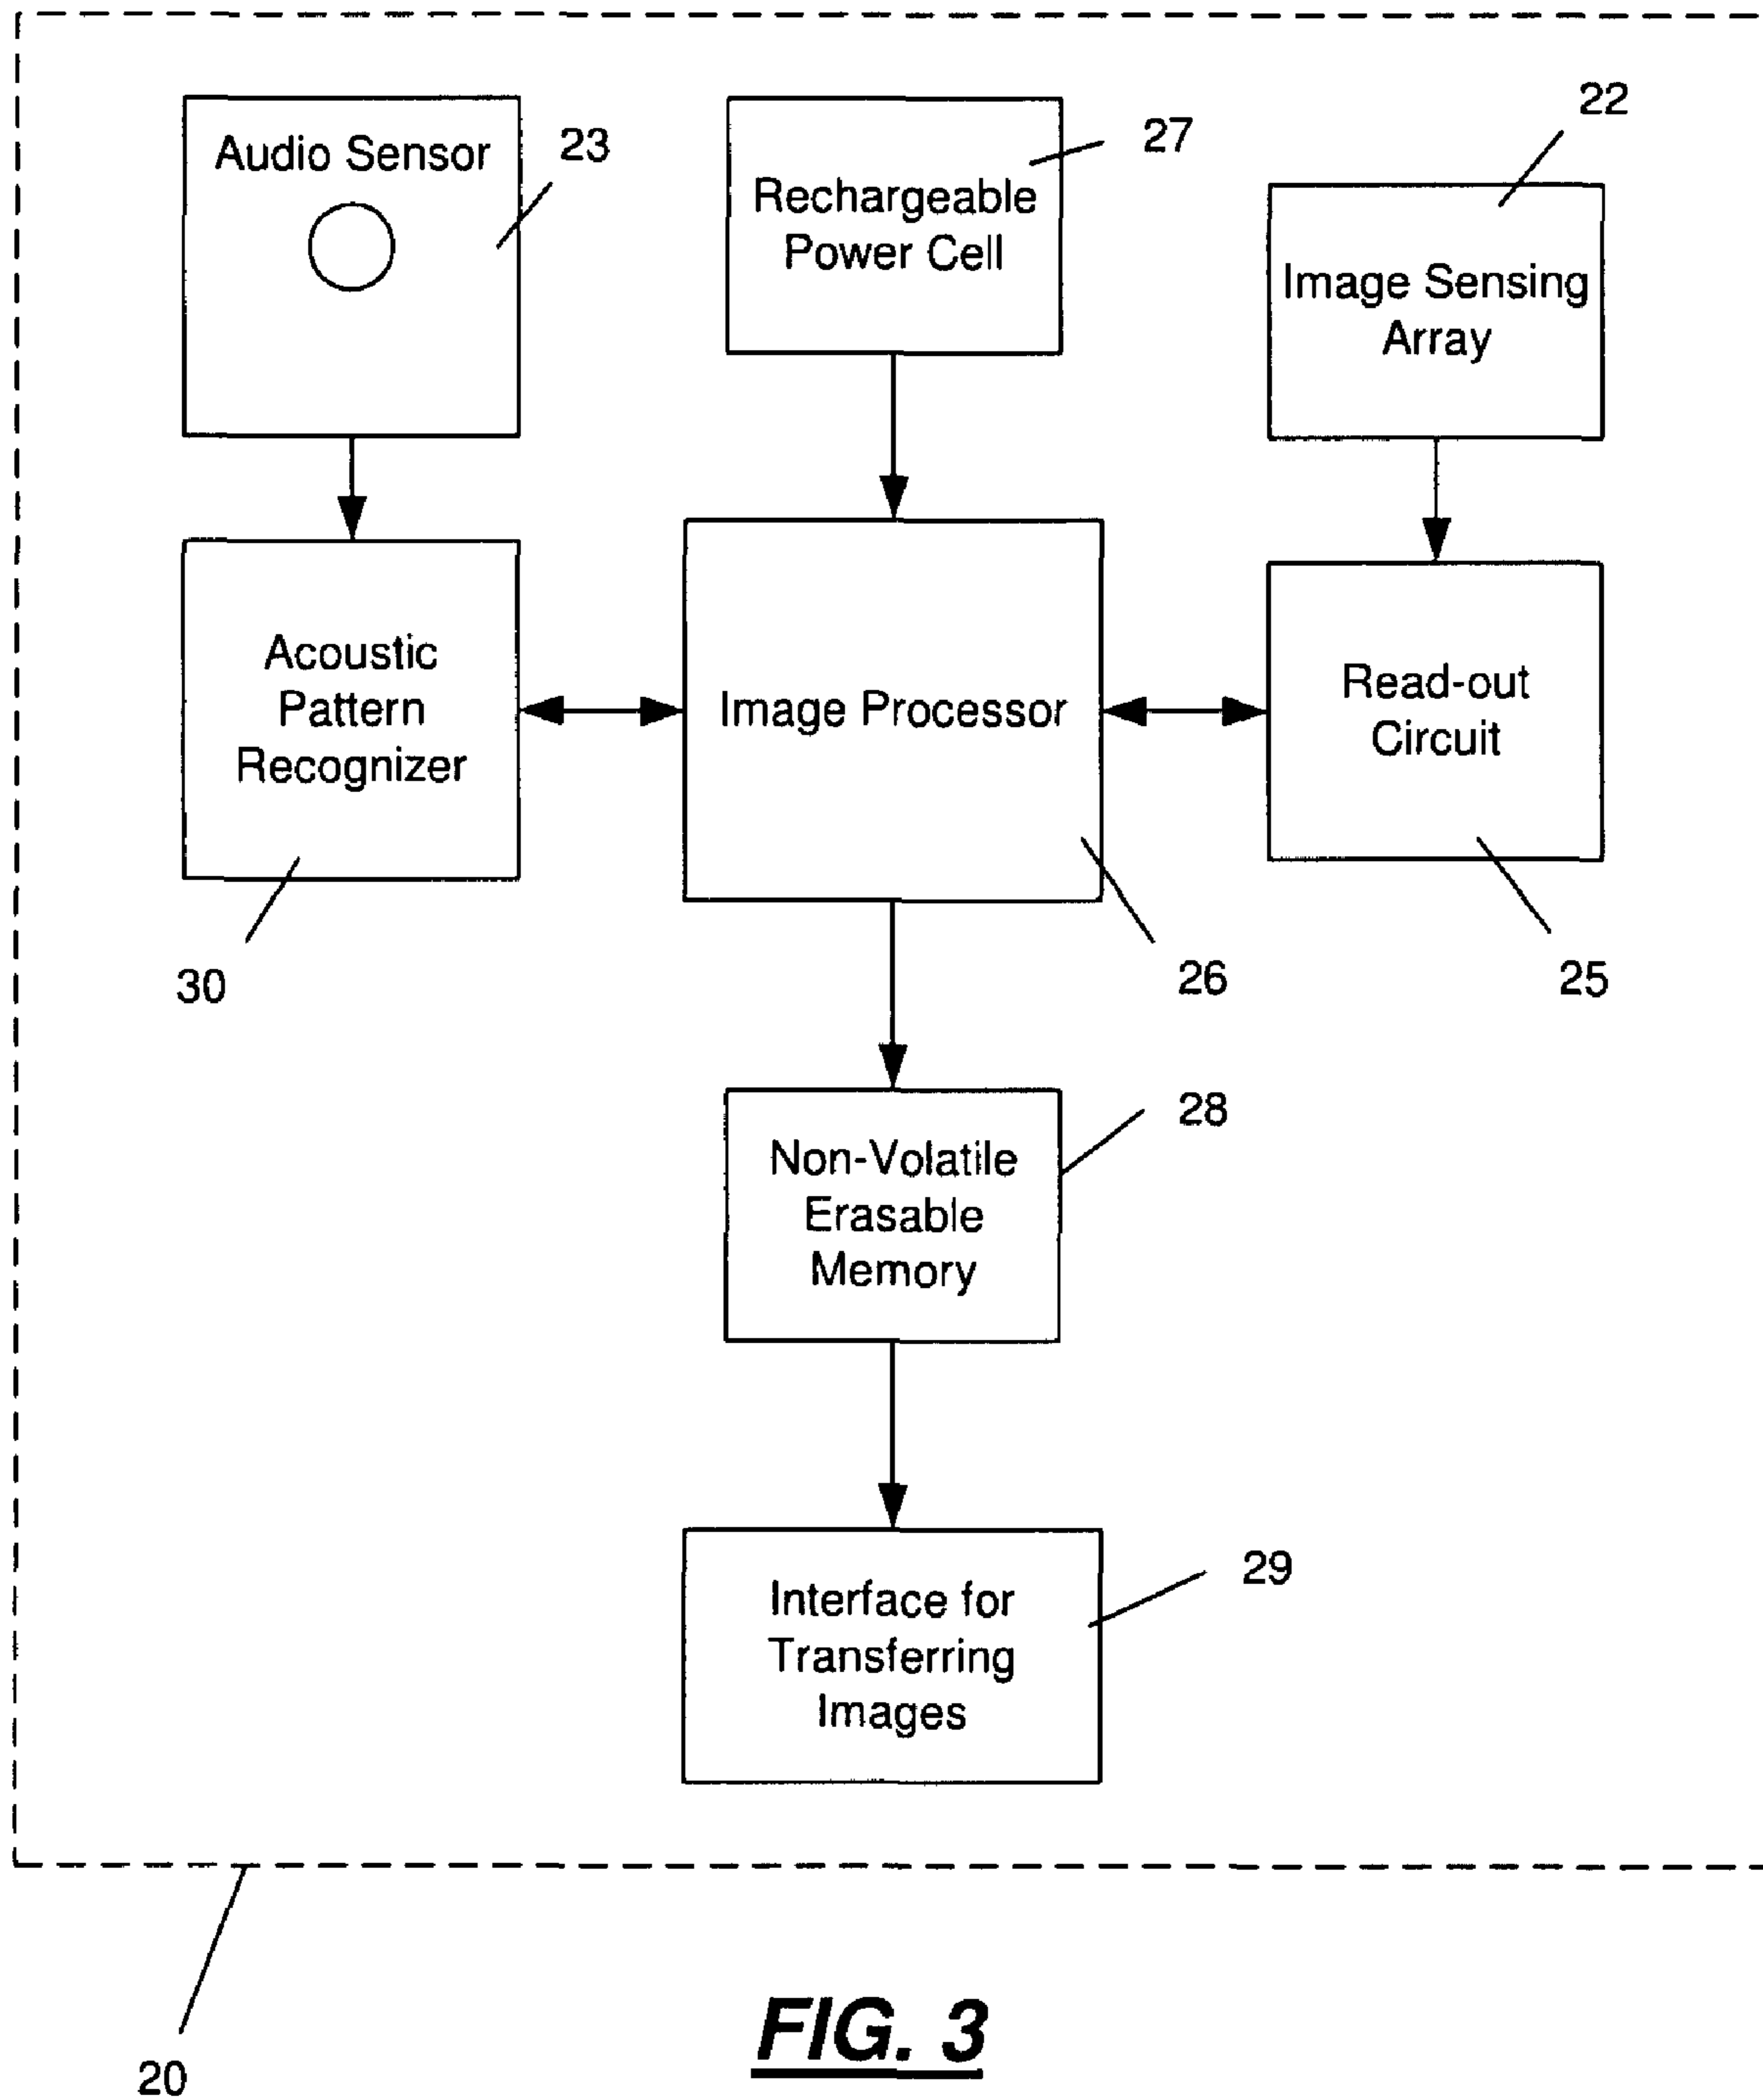 Audio Sensor
23
Rechargeable
Power Cell
27
22
Image Sensing
Array
Acoustic
Pattern
Recognizer
30
Image Processor
26
Read-out
Circuit
25
Non-Volatile
Erasable
Memory
28
Interface for
Transferring
Images
29
20
FIG. 3